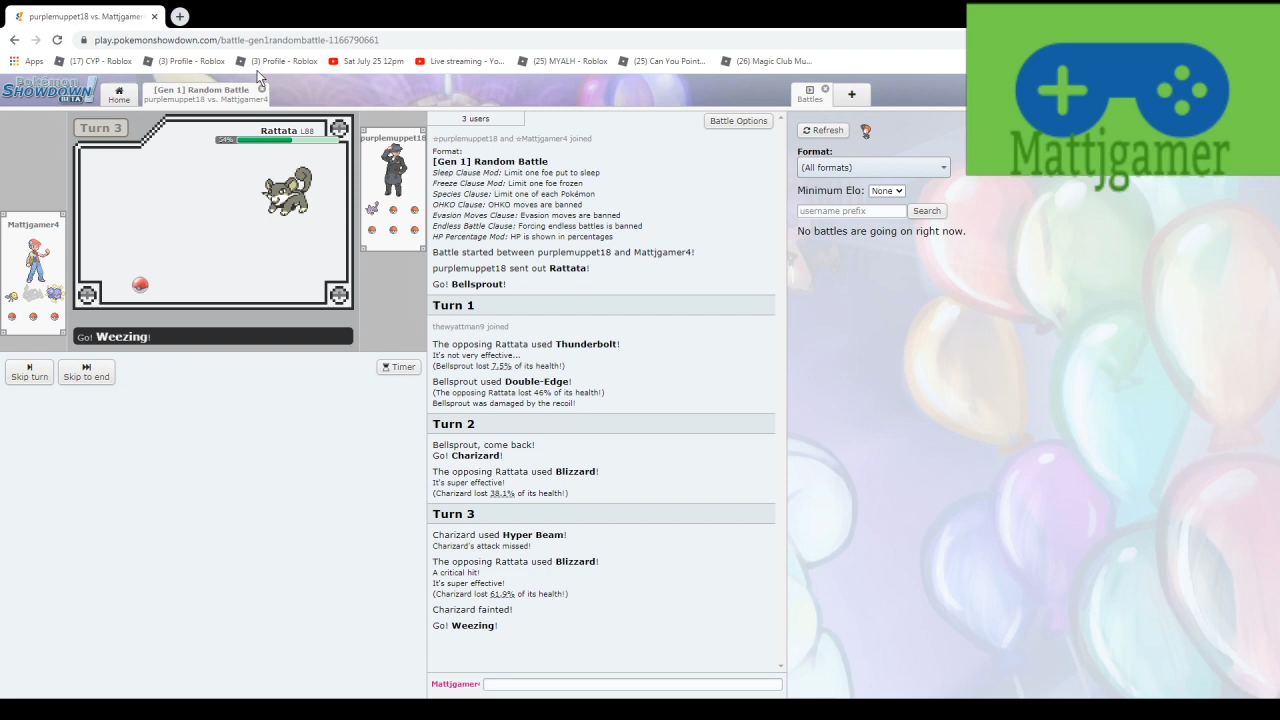 purplemuppet18 vs. Mattjgamer
play.pokemonshowdown.com/battle-gen1randombattle-1166790661
Apps
(17) CYP - Roblox
(3) Profile - Roblox
(3) Profile - Roblox
Sat July 25 12pm
Live streaming - Yo...
(25) MYALH - Roblox
(25) Can You Point...
(26) Magic Club Mu...
Pokémon
SHOWDOWN!
BETA
Home
[Gen 1] Random Battle
purplemuppet18 vs. Mattjgamer4
Battles
Mattjgamer
Turn 3
Rattata L88
54%
purplemuppet18
Mattjgamer4
Go! Weezing!
Skip turn
Skip to end
Timer
3 users
Battle Options
☆purplemuppet18 and ☆Mattjgamer4 joined
Format:
[Gen 1] Random Battle
Sleep Clause Mod: Limit one foe put to sleep
Freeze Clause Mod: Limit one foe frozen
Species Clause: Limit one of each Pokémon
OHKO Clause: OHKO moves are banned
Evasion Moves Clause: Evasion moves are banned
Endless Battle Clause: Forcing endless battles is banned
HP Percentage Mod: HP is shown in percentages
Battle started between purplemuppet18 and Mattjgamer4!
purplemuppet18 sent out Rattata!
Go! Bellsprout!
Turn 1
thewyattman9 joined
The opposing Rattata used Thunderbolt!
It's not very effective...
(Bellsprout lost 7.5% of its health!)
Bellsprout used Double-Edge!
(The opposing Rattata lost 46% of its health!)
Bellsprout was damaged by the recoil!
Turn 2
Bellsprout, come back!
Go! Charizard!
The opposing Rattata used Blizzard!
It's super effective!
(Charizard lost 38.1% of its health!)
Turn 3
Charizard used Hyper Beam!
Charizard's attack missed!
The opposing Rattata used Blizzard!
A critical hit!
It's super effective!
(Charizard lost 61.9% of its health!)
Charizard fainted!
Go! Weezing!
Mattjgamer
Refresh
Format:
(All formats)
Minimum Elo:
None
username prefix
Search
No battles are going on right now.